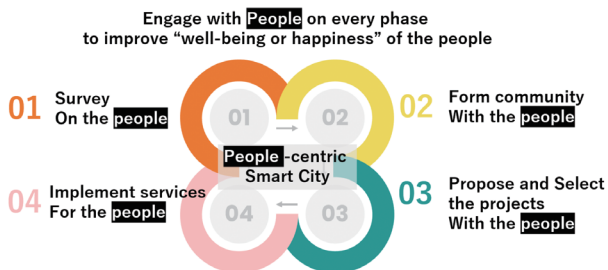 Engage with People on every phase
to improve “well-being or happiness” of the people
01
Survey
On the people
02
Form community
With the people
01
02
People -centric
Smart City
04
Implement services
For the people
03
Propose and Select
the projects
With the people
04
03